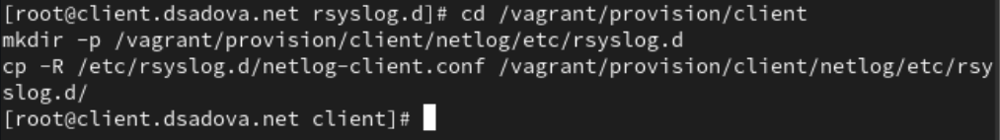 [root@client.dsadova.net rsyslog.d]# cd /vagrant/provision/client
mkdir -p /vagrant/provision/client/netlog/etc/rsyslog.d
cp -R /etc/rsyslog.d/netlog-client.conf /vagrant/provision/client/netlog/etc/rsy
slog.d/
[root@client.dsadova.net client]#